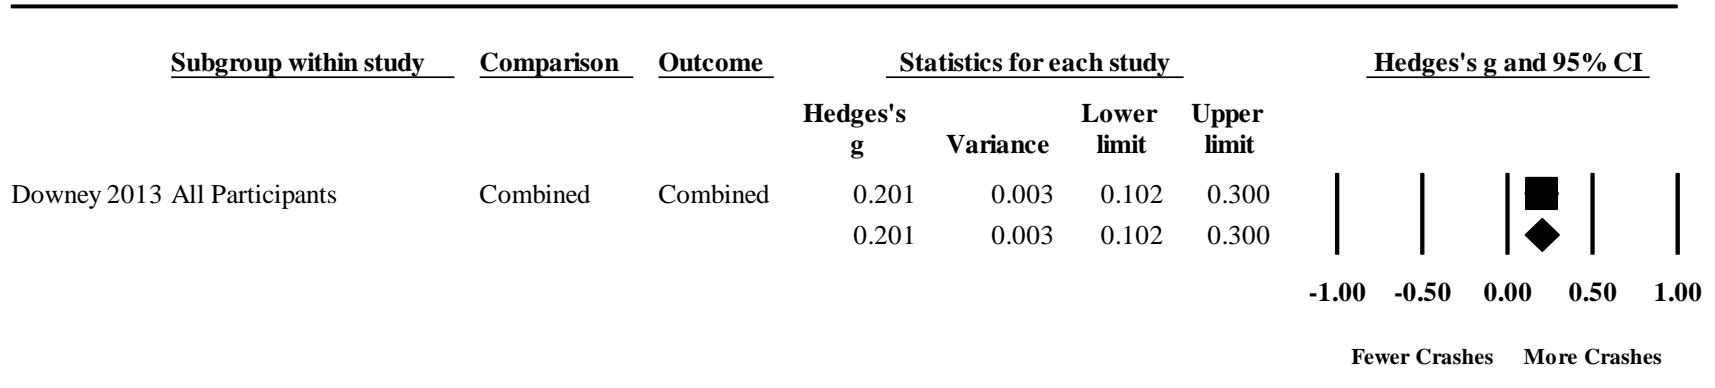 Subgroup within study Comparison Outcome Statistics for each study Hedges's g and 95% CI
Hedges's Lower Upper
g Variance limit limit
Downey 2013 All Participants Combined Combined 0.201 0.003 0.102 0.300
0.201 0.003 0.102 0.300
-1.00 -0.50 0.00 0.50 1.00
Fewer Crashes More Crashes